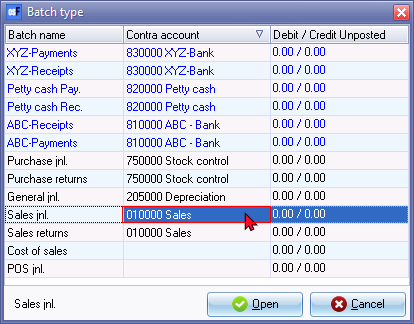 Batch type
Batch name Contra account Debit / Credit Unposted
XYZ-Payments 830000 XYZ-Bank 0.00 / 0.00
XYZ-Receipts 830000 XYZ-Bank 0.00 / 0.00
Petty cash Pay. 820000 Petty cash 0.00 / 0.00
Petty cash Rec. 820000 Petty cash 0.00 / 0.00
ABC-Receipts 810000 ABC - Bank 0.00 / 0.00
ABC-Payments 810000 ABC - Bank 0.00 / 0.00
Purchase jnl. 750000 Stock control 0.00 / 0.00
Purchase returns 750000 Stock control 0.00 / 0.00
General jnl. 205000 Depreciation 0.00 / 0.00
Sales jnl. 010000 Sales 0.00 / 0.00
Sales returns 010000 Sales 0.00 / 0.00
Cost of sales 0.00 / 0.00
POS jnl. 0.00 / 0.00
Sales jnl. Open Cancel